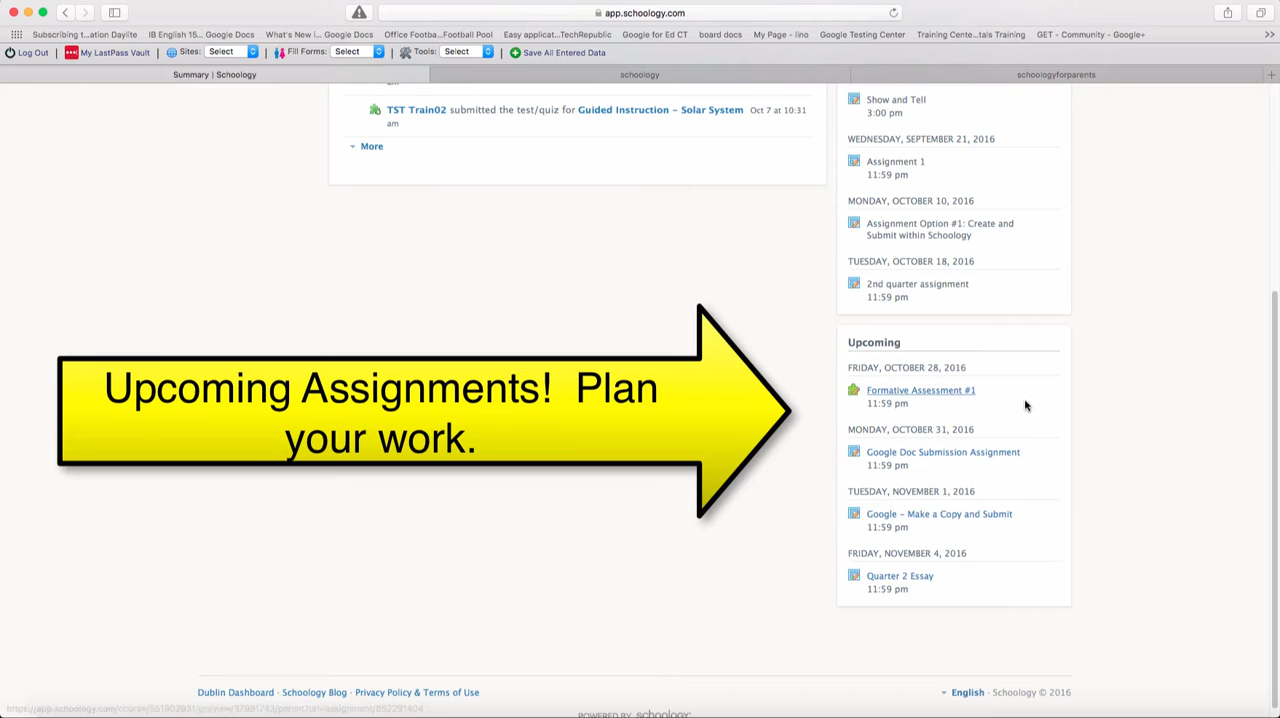 app.schoology.com
Subscribing t...ation Daylite IB English 15... Google Docs What's New i... Google Docs Office Footba...Football Pool Easy applicat...TechRepublic Google for Ed CT board docs My Page - lino Google Testing Center Training Cente...tals Training GET - Community - Google+
Log Out My LastPass Vault Sites: Select Fill Forms: Select Tools: Select Save All Entered Data
Summary | Schoology schoology schoologyforparents
am
TST Train02 submitted the test/quiz for Guided Instruction – Solar System Oct 7 at 10:31
am
More
Show and Tell
3:00 pm
WEDNESDAY, SEPTEMBER 21, 2016
Assignment 1
11:59 pm
MONDAY, OCTOBER 10, 2016
Assignment Option #1: Create and
Submit within Schoology
TUESDAY, OCTOBER 18, 2016
2nd quarter assignment
11:59 pm
Upcoming Assignments! Plan
your work.
Upcoming
FRIDAY, OCTOBER 28, 2016
Formative Assessment #1
11:59 pm
MONDAY, OCTOBER 31, 2016
Google Doc Submission Assignment
11:59 pm
TUESDAY, NOVEMBER 1, 2016
Google – Make a Copy and Submit
11:59 pm
FRIDAY, NOVEMBER 4, 2016
Quarter 2 Essay
11:59 pm
Dublin Dashboard · Schoology Blog · Privacy Policy & Terms of Use
English · Schoology © 2016
POWERED BY schoology